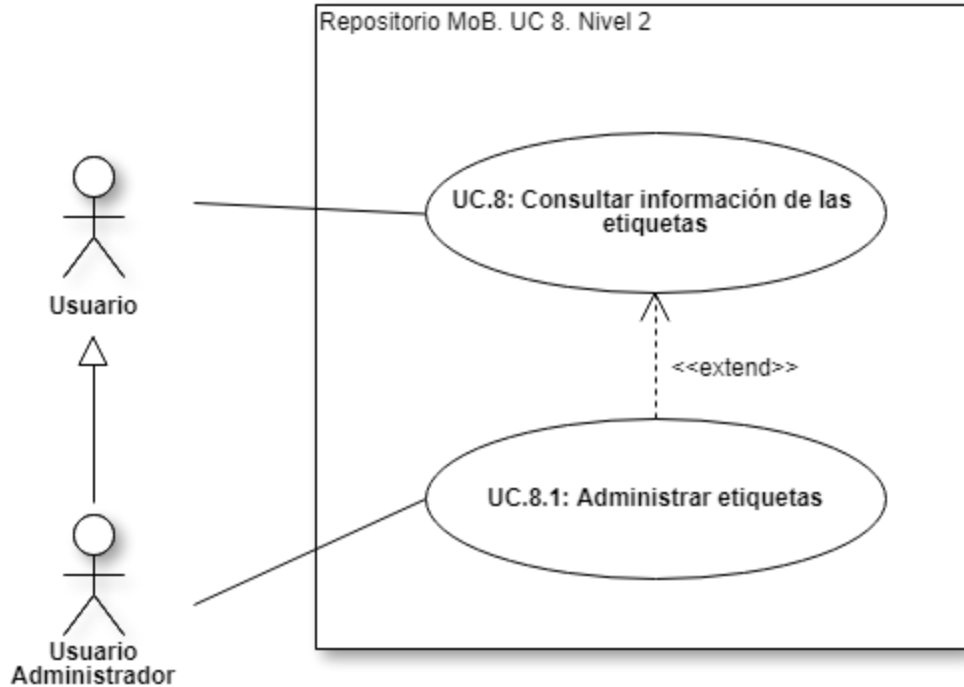 Repositorio MoB. UC 8. Nivel 2
UC.8: Consultar información de las
etiquetas
Usuario
<<extend>>
UC.8.1: Administrar etiquetas
Usuario
Administrador